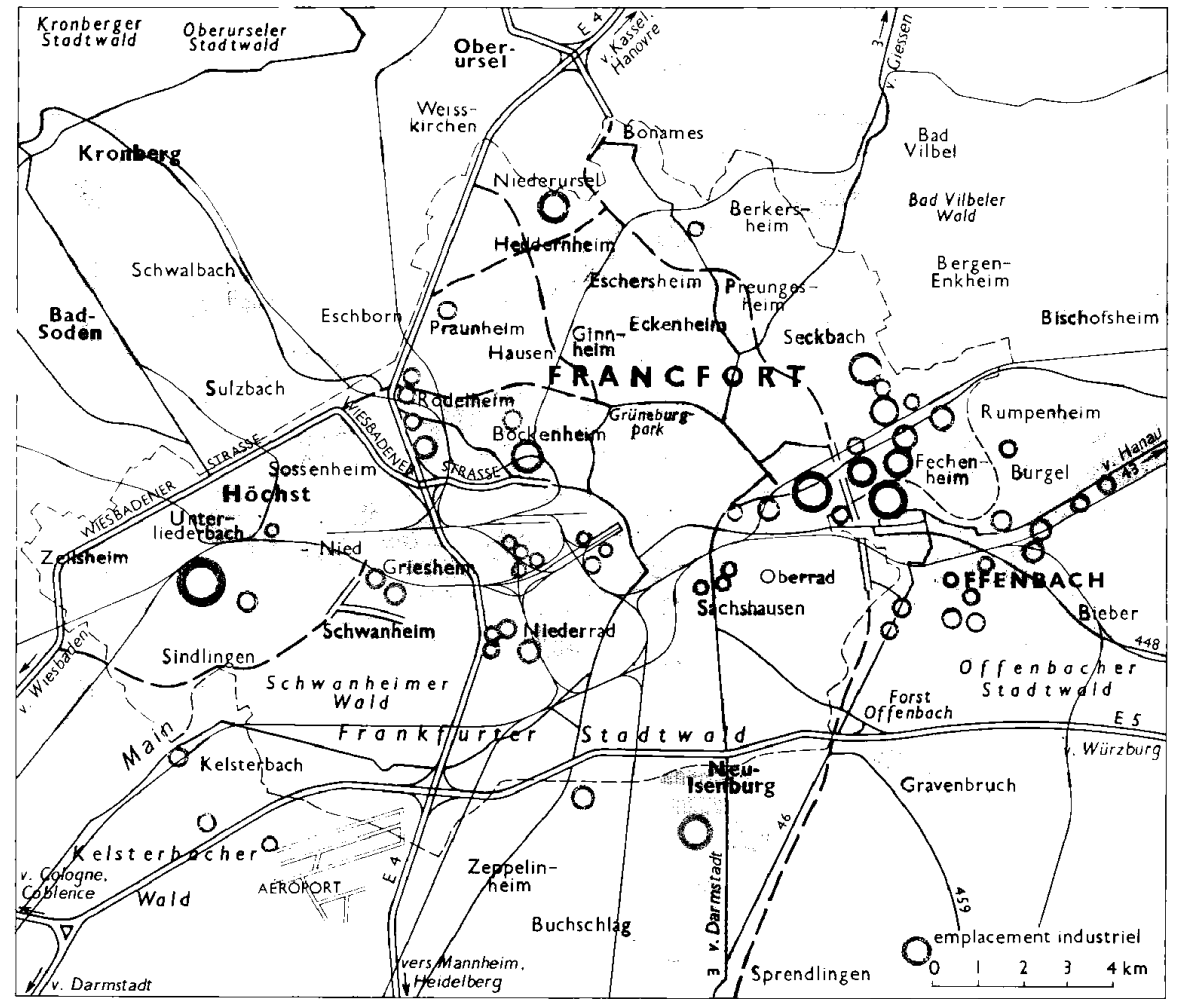 Kronberger
Stadtwald
Oberurseler
Stadtwald
Ober-
ursel
E 4
v. Kassel,
Hanovre
3
v. Giessen
Weiss-
kirchen
Bonames
Bad
Vilbel
Kronberg
Niederursel
Berkers-
heim
Bad Vilbeler
Wald
Heddernheim
Schwalbach
Eschersheim
Preunges-
heim
Bergen-
Enkheim
Bad-
Soden
Eschborn
Praunheim
Hausen
Ginn-
heim
Eckenheim
Seckbach
Bischofsheim
FRANCFORT
Sulzbach
Rödelheim
Grüneburg-
park
Rumpenheim
WIESBADENER
STRASSE
Bockenheim
WIESBADENER
STRASSE
Sossenheim
Fechen-
heim
Bürgel
v. Hanau
43
Höchst
Unter-
liederbach
Zeilsheim
Nied
Griesheim
Oberrad
OFFENBACH
Sachshausen
Bieber
Schwanheim
Niederrad
448
v. Wiesbaden
Sindlingen
Schwanheimer
Wald
Offenbacher
Stadtwald
Forst
Offenbach
Main
Frankfurter Stadtwald
E 5
v. Würzburg
Kelsterbach
Neu-
Isenburg
Gravenbruch
46
Kelsterbacher
Wald
v. Cologne,
Coblence
AEROPORT
E 4
Zeppelin-
heim
Buchschlag
v. Darmstadt
3
459
emplacement industriel
0 1 2 3 4 km
v. Darmstadt
vers Mannheim,
Heidelberg
Sprendlingen